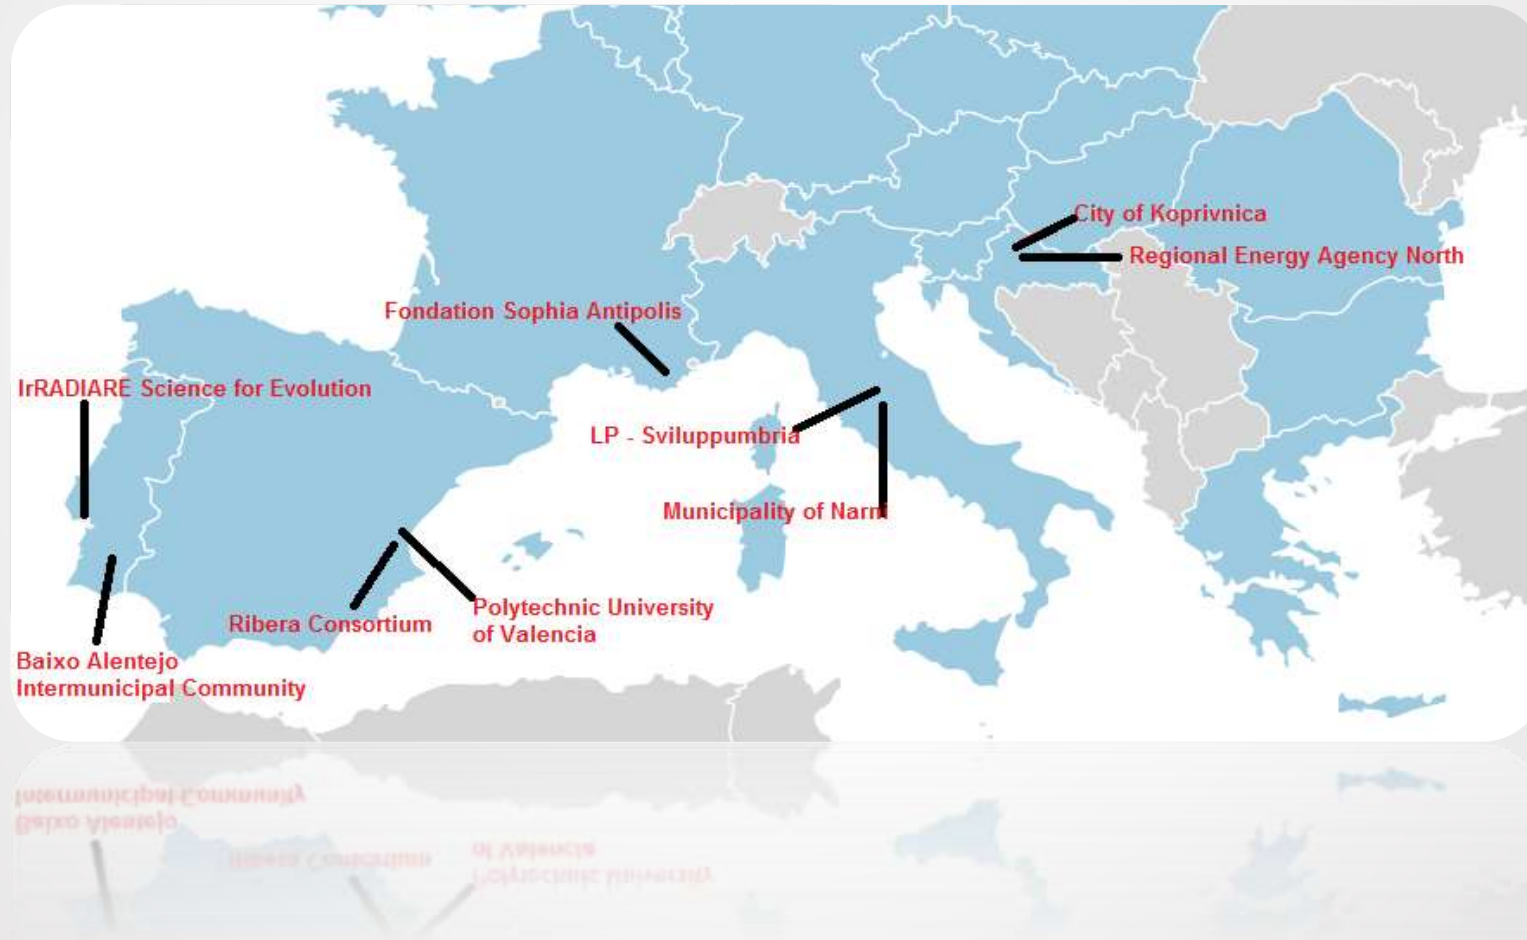 City of Koprivnica
Regional Energy Agency North
Fondation Sophia Antipolis
IrRADIARE Science for Evolution
LP - Sviluppumbria
Municipality of Narni
Polytechnic University
of Valencia
Ribera Consortium
Baixo Alentejo
Intermunicipal Community